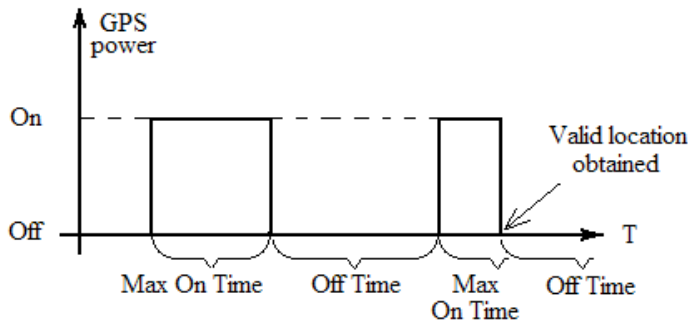 GPS
power
On
Valid location
obtained
Off
T
Max On Time
Off Time
Max
On Time
Off Time